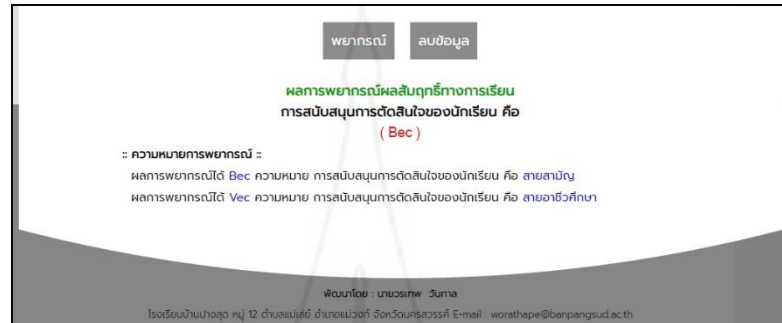 พยากรณ์ ลบข้อมูล
ผลการพยากรณ์ผลสัมฤทธิ์ทางการเรียน
การสนับสนุนการตัดสินใจของนักเรียน คือ
( Bec )
:: ความหมายการพยากรณ์ ::
ผลการพยากรณ์ได้ Bec ความหมาย การสนับสนุนการตัดสินใจของนักเรียน คือ สายสามัญ
ผลการพยากรณ์ได้ Vec ความหมาย การสนับสนุนการตัดสินใจของนักเรียน คือ สายอาชีวศึกษา
พัฒนาโดย : นายวรเทพ วันทาล
โรงเรียนบ้านปางสุด หมู่ 12 ตำบลแม่เล่ย์ อำเภอแม่วงก์ จังหวัดนครสวรรค์ E-mail : worathape@banpangsud.ac.th